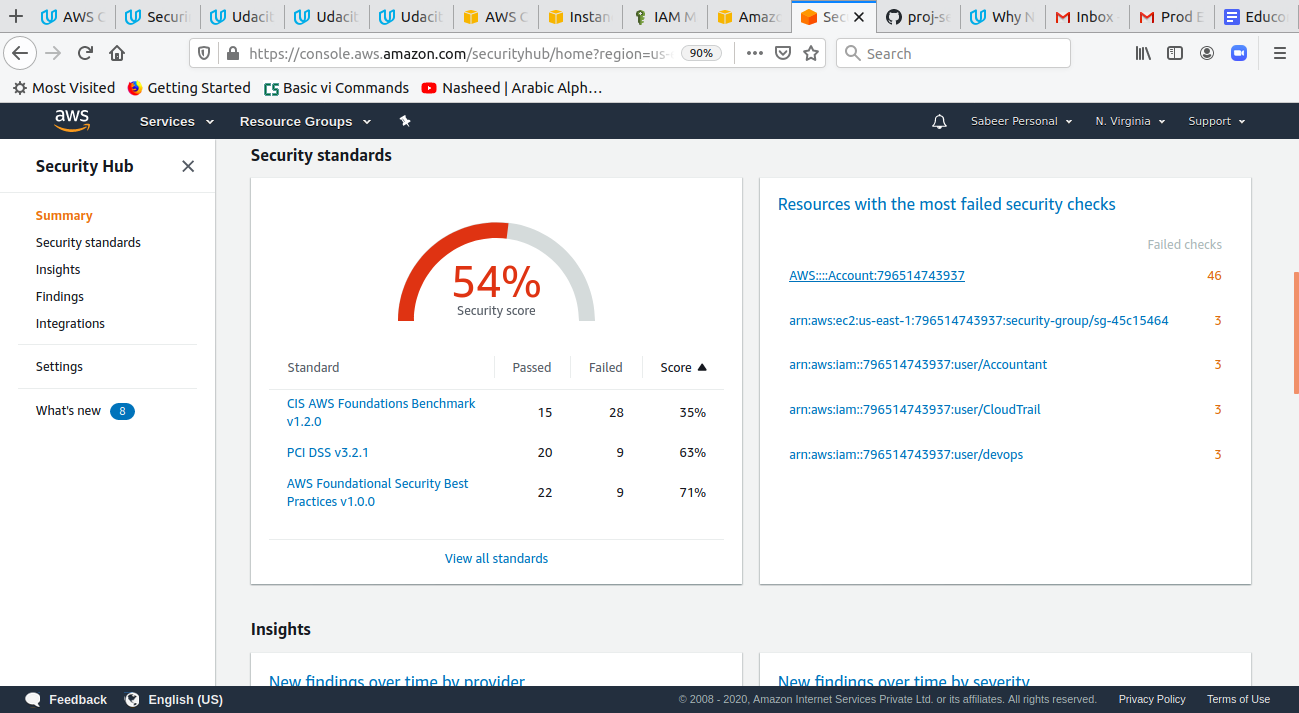 AWS C
Securi
Udacit
Udacit
Udacit
AWS C
Instan
IAM M
Amazo
Sec
proj-se
Why N
Inbox
Prod E
Educo
https://console.aws.amazon.com/securityhub/home?region=us-
90%
Search
Most Visited
Getting Started
CS Basic vi Commands
Nasheed | Arabic Alph…
aws
Services
Resource Groups
Sabeer Personal
N. Virginia
Support
Security Hub
Summary
Security standards
Insights
Findings
Integrations
Settings
What's new 8
Security standards
54%
Security score
Standard Passed Failed Score
CIS AWS Foundations Benchmark
v1.2.0 15 28 35%
PCI DSS v3.2.1 20 9 63%
AWS Foundational Security Best
Practices v1.0.0 22 9 71%
View all standards
Resources with the most failed security checks
Failed checks
AWS::::Account:796514743937 46
arn:aws:ec2:us-east-1:796514743937:security-group/sg-45c15464 3
arn:aws:iam::796514743937:user/Accountant 3
arn:aws:iam::796514743937:user/CloudTrail 3
arn:aws:iam::796514743937:user/devops 3
Insights
New findings over time by provider
New findings over time by severity
Feedback
English (US)
© 2008 - 2020, Amazon Internet Services Private Ltd. or its affiliates. All rights reserved.
Privacy Policy
Terms of Use